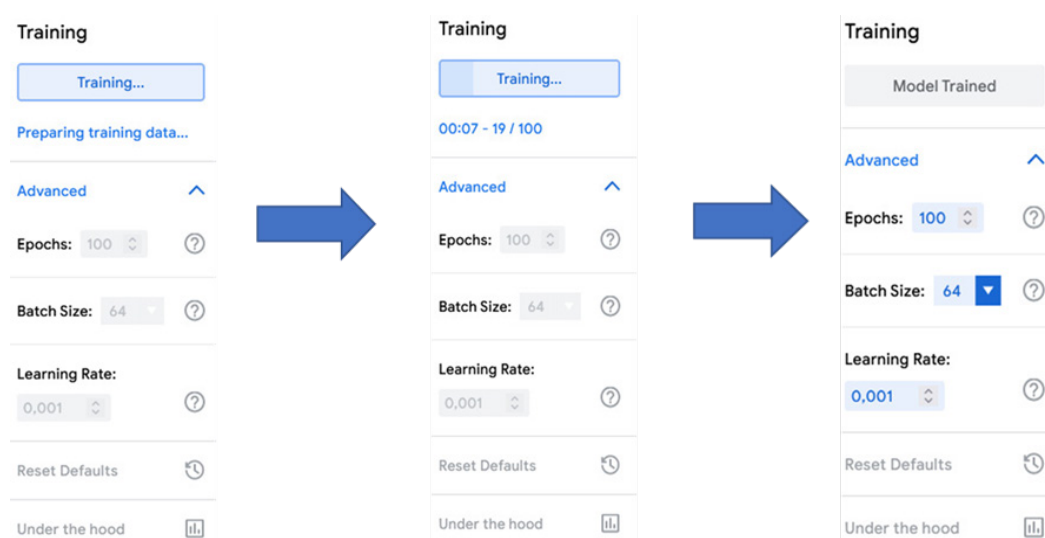 Training
Training...
Preparing training data...
Advanced
Epochs: 100
Batch Size: 64
Learning Rate:
0,001
Reset Defaults
Under the hood
Training
Training...
00:07 - 19 / 100
Advanced
Epochs: 100
Batch Size: 64
Learning Rate:
0,001
Reset Defaults
Under the hood
Training
Model Trained
Advanced
Epochs: 100
Batch Size: 64
Learning Rate:
0,001
Reset Defaults
Under the hood